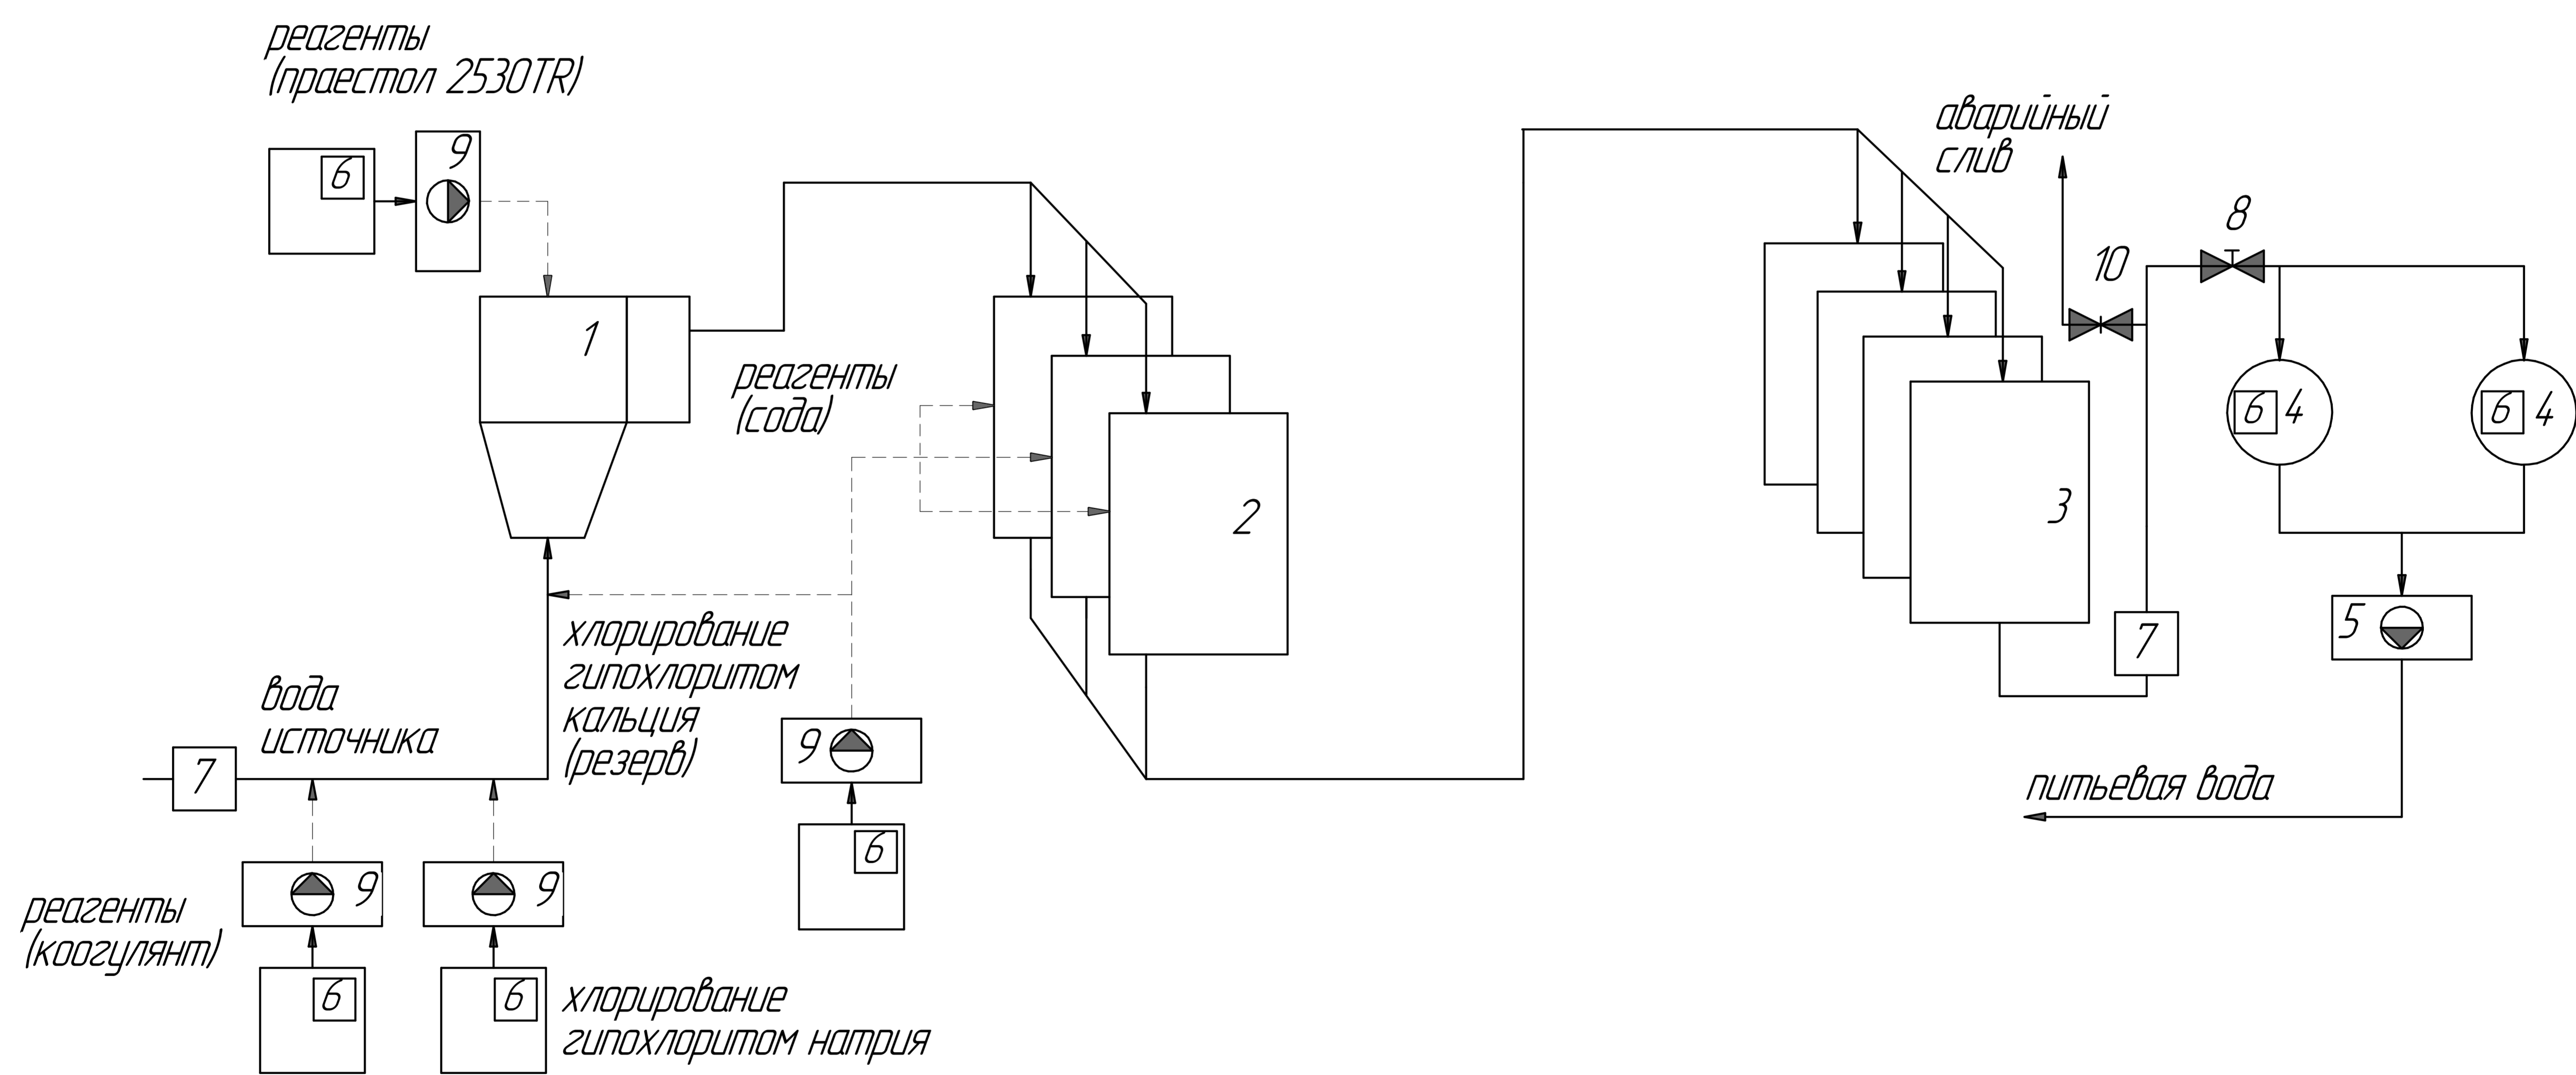 реагенты
(праестол 2530TR)
6
9
1
реагенты
(сода)
2
аварийный
слив
8
10
3
6
4
6
4
7
5
питьевая вода
хлорирование
гипохлоритом
кальция
(резерв)
вода
источника
7
9
6
реагенты
(коогулянт)
9
9
6
6
хлорирование
гипохлоритом натрия